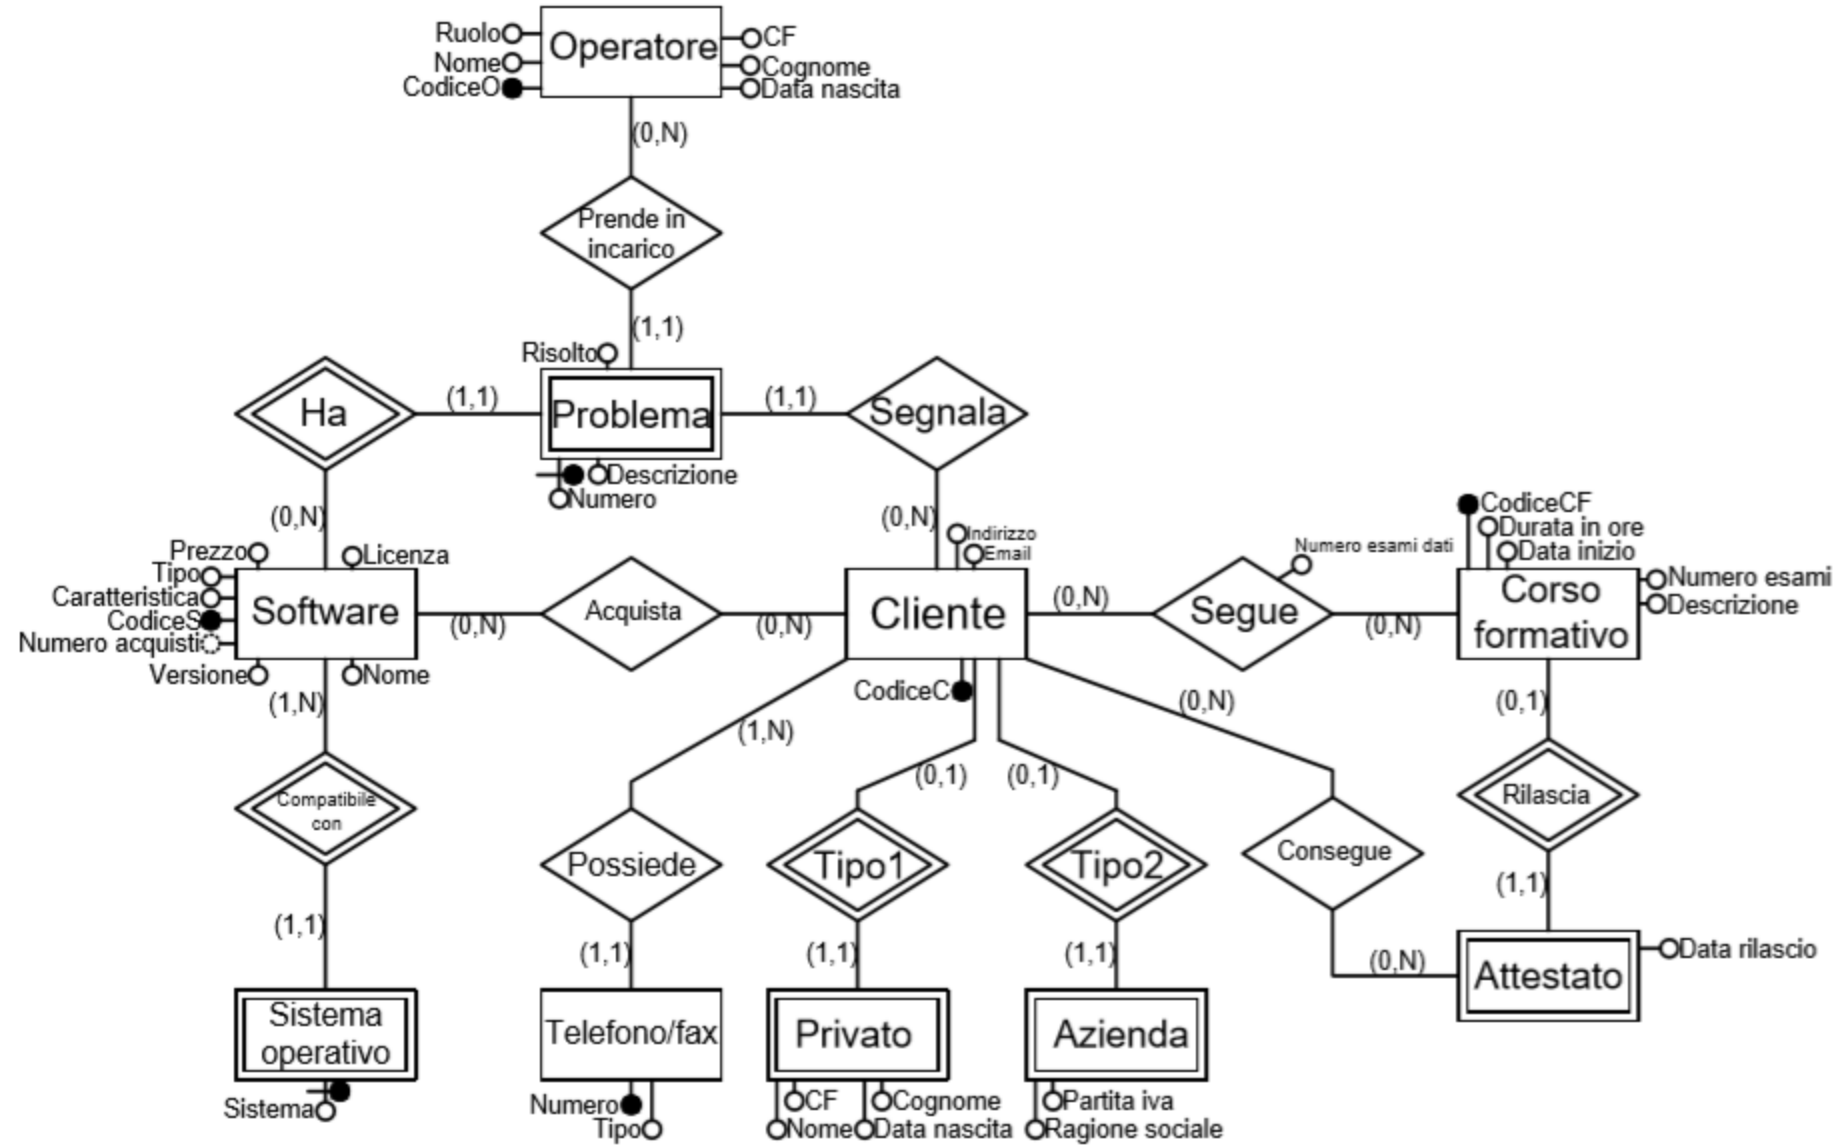 Ruolo
Operatore
CF
Nome
Cognome
CodiceO
Data nascita
(0,N)
Prende in
incarico
(1,1)
Risolto
Ha
(1,1)
Problema
(1,1)
Segnala
Descrizione
Numero
(0,N)
(0,N)
CodiceCF
Indirizzo
Durata in ore
Email
Numero esami dati
Data inizio
Prezzo
Licenza
Tipo
Caratteristica
CodiceS
Numero acquisti
Versione
Nome
Software
(0,N)
Acquista
(0,N)
Cliente
(0,N)
Segue
(0,N)
Corso
formativo
Numero esami
Descrizione
CodiceC
(1,N)
(1,N)
(0,1)
(0,1)
(0,N)
(0,1)
Compatibile
con
Possiede
Tipo1
Tipo2
Consegue
Rilascia
(1,1)
(1,1)
(1,1)
(1,1)
(1,1)
(0,N)
Attestato
Data rilascio
Sistema
operativo
Telefono/fax
Privato
Azienda
Sistema
Numero
Tipo
CF
Cognome
Nome
Data nascita
Partita iva
Ragione sociale